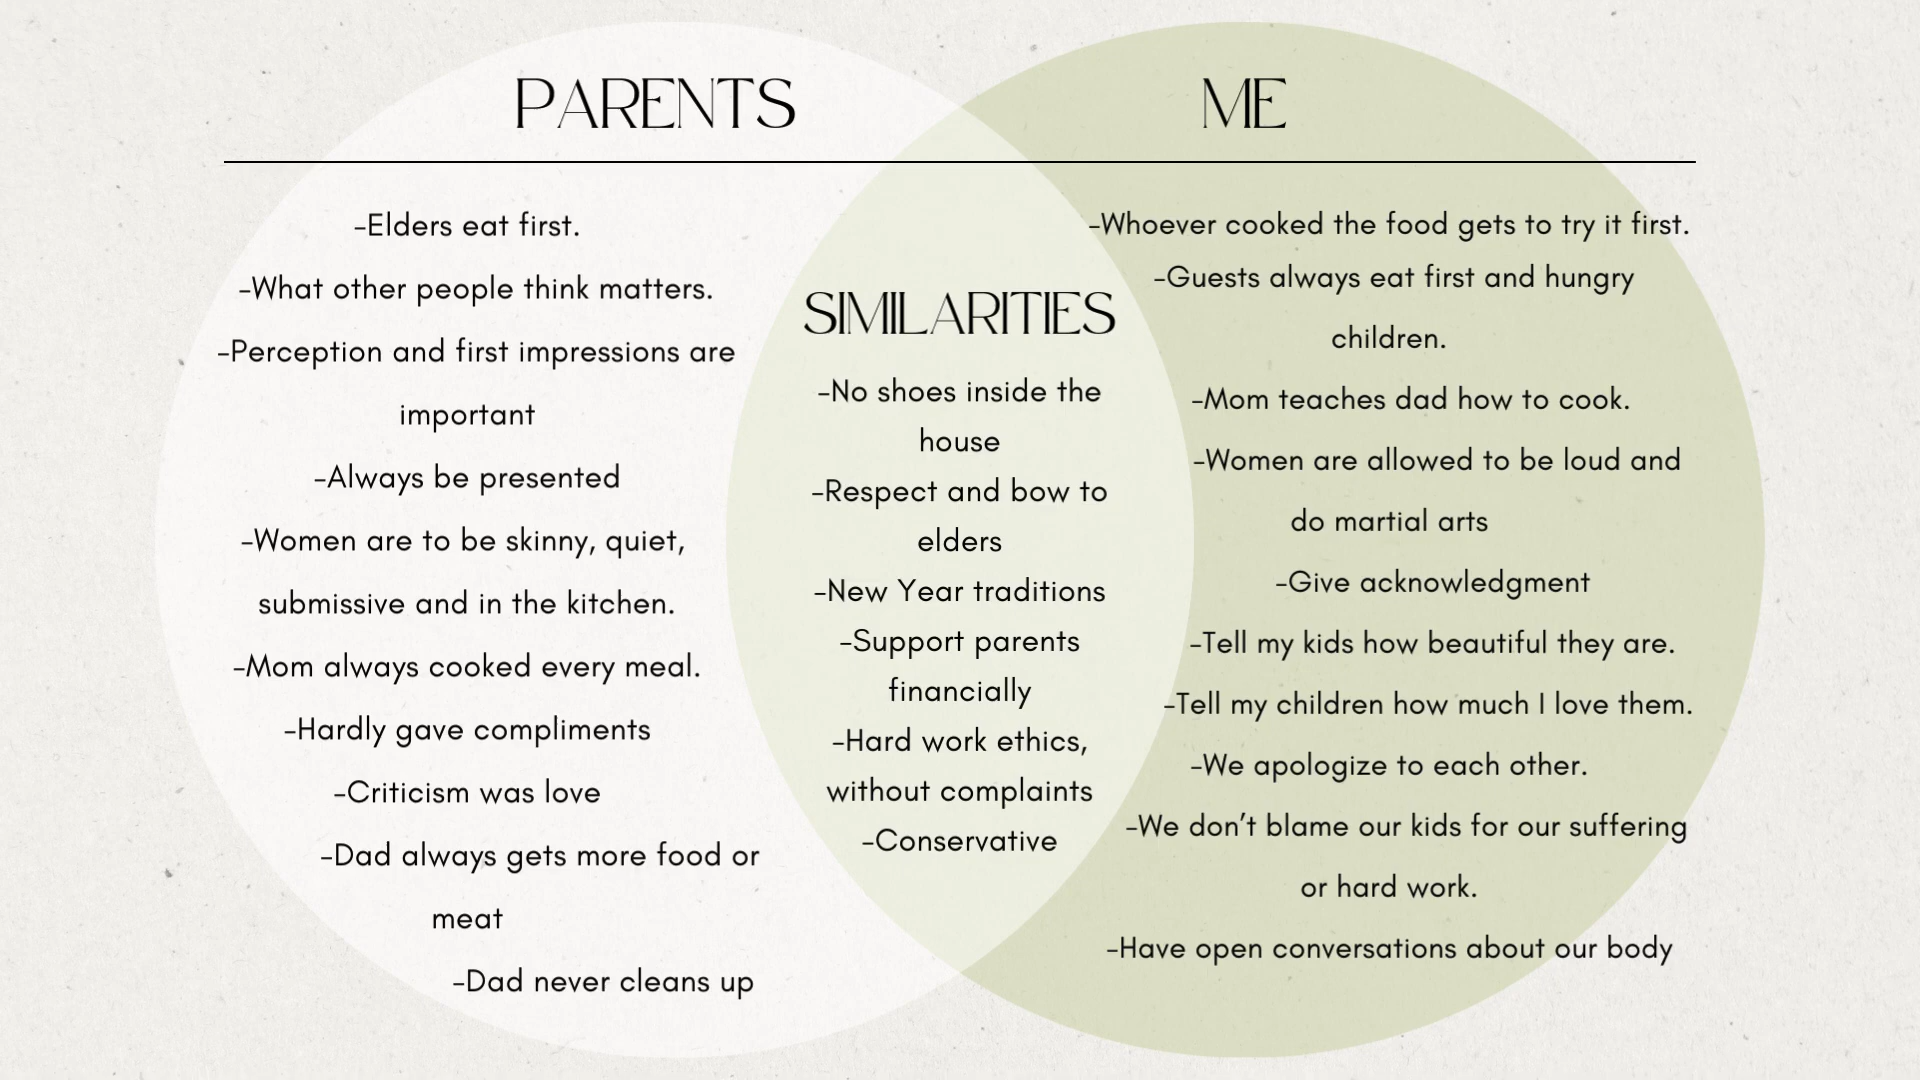 PARENTS
-Elders eat first.
-What other people think matters.
-Perception and first impressions are
important
-Always be presented
-Women are to be skinny, quiet,
submissive and in the kitchen.
-Mom always cooked every meal.
-Hardly gave compliments
-Criticism was love
-Dad always gets more food or
meat
-Dad never cleans up
SIMILARITIES
-No shoes inside the
house
-Respect and bow to
elders
-New Year traditions
-Support parents
financially
-Hard work ethics,
without complaints
-Conservative
ME
-Whoever cooked the food gets to try it first.
-Guests always eat first and hungry
children.
-Mom teaches dad how to cook.
-Women are allowed to be loud and
do martial arts
-Give acknowledgment
-Tell my kids how beautiful they are.
-Tell my children how much I love them.
-We apologize to each other.
-We don't blame our kids for our suffering
or hard work.
-Have open conversations about our body